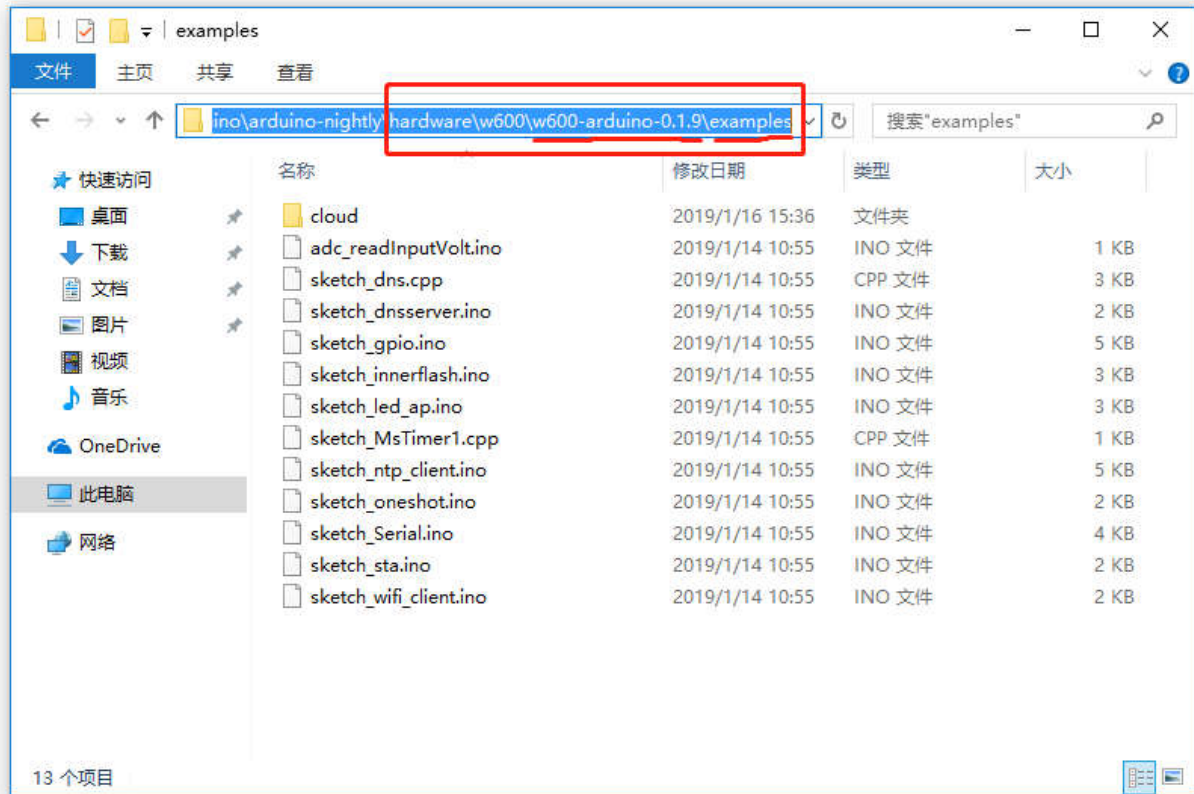 examples
文件 主页 共享 查看
ino\arduino-nightly\hardware\w600\w600-arduino-0.1.9\examples 搜索"examples"
名称 修改日期 类型 大小
快速访问
桌面
下载
文档
图片
视频
音乐
OneDrive
此电脑
网络
cloud 2019/1/16 15:36 文件夹
adc_readInputVolt.ino 2019/1/14 10:55 INO 文件 1 KB
sketch_dns.cpp 2019/1/14 10:55 CPP 文件 3 KB
sketch_dnsserver.ino 2019/1/14 10:55 INO 文件 2 KB
sketch_gpio.ino 2019/1/14 10:55 INO 文件 5 KB
sketch_innerflash.ino 2019/1/14 10:55 INO 文件 3 KB
sketch_led_ap.ino 2019/1/14 10:55 INO 文件 3 KB
sketch_MsTimer1.cpp 2019/1/14 10:55 CPP 文件 1 KB
sketch_ntp_client.ino 2019/1/14 10:55 INO 文件 5 KB
sketch_oneshot.ino 2019/1/14 10:55 INO 文件 2 KB
sketch_Serial.ino 2019/1/14 10:55 INO 文件 4 KB
sketch_sta.ino 2019/1/14 10:55 INO 文件 2 KB
sketch_wifi_client.ino 2019/1/14 10:55 INO 文件 2 KB
13 个项目